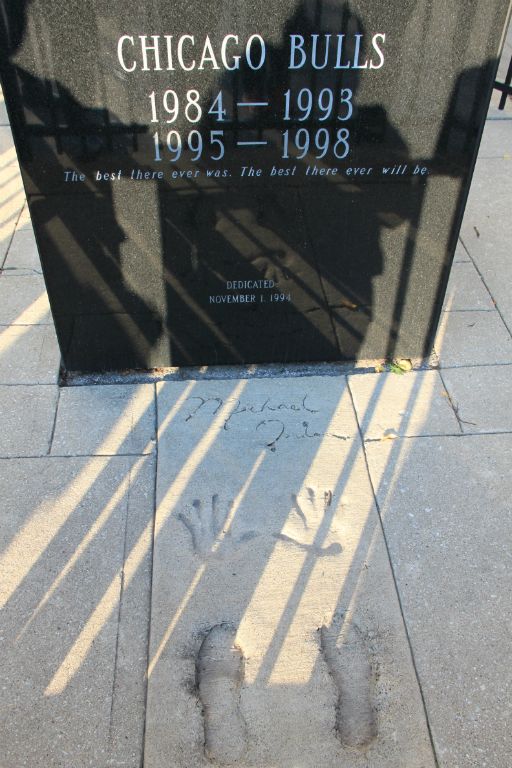 CHICAGO BULLS
1984 — 1993
1995 — 1998
The best there ever was. The best there ever will be.
DEDICATED
NOVEMBER 1, 1994
Michael
Jordan